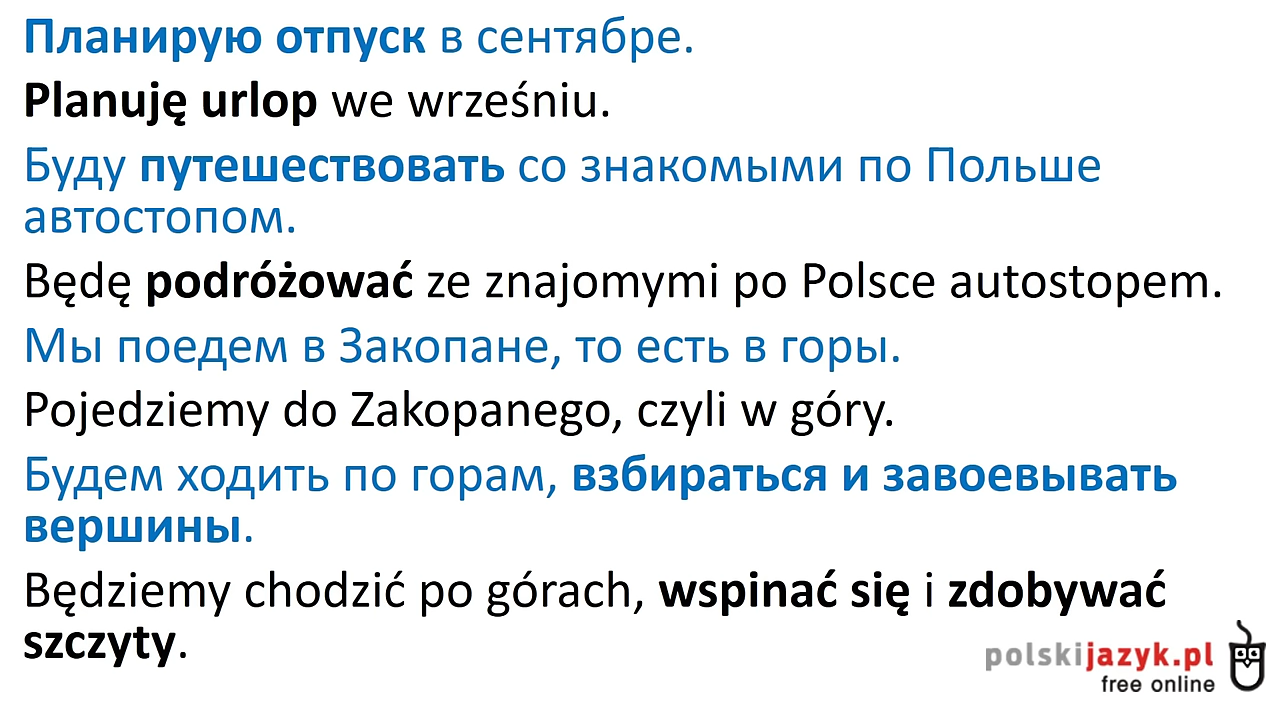 Планирую отпуск в сентябре.
Planuję urlop we wrześniu.
Буду путешествовать со знакомыми по Польше
автостопом.
Będę podróżować ze znajomymi po Polsce autostopem.
Мы поедем в Закопане, то есть в горы.
Pojedziemy do Zakopanego, czyli w góry.
Будем ходить по горам, взбираться и завоевывать
вершины.
Będziemy chodzić po górach, wspinać się i zdobywać
szczyty.
polskijazyk.pl
free online